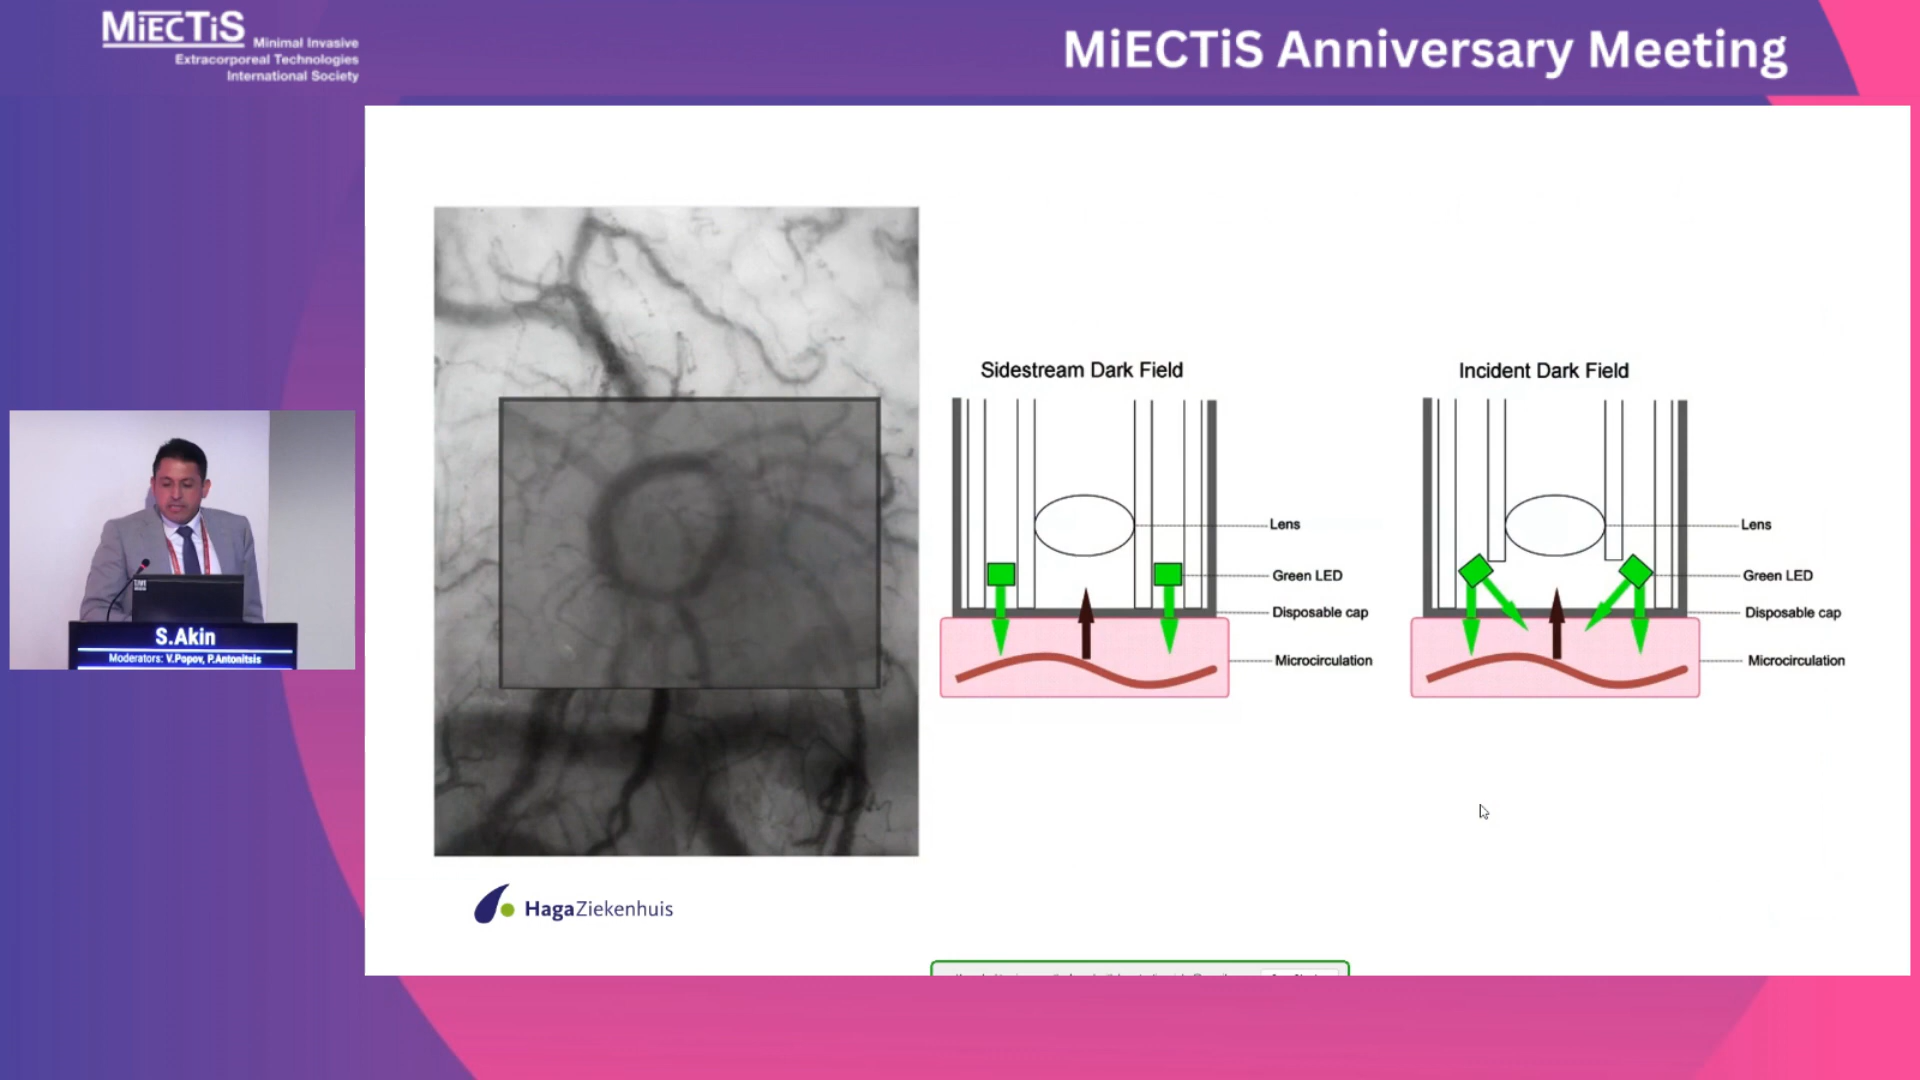 MiECTiS
Minimal Invasive
Extracorporeal Technologies
International Society
MiECTiS Anniversary Meeting
S.Akin
Moderators: V.Popov, P.Antonitsis
Sidestream Dark Field
Lens
Green LED
Disposable cap
Microcirculation
Incident Dark Field
Lens
Green LED
Disposable cap
Microcirculation
HagaZiekenhuis